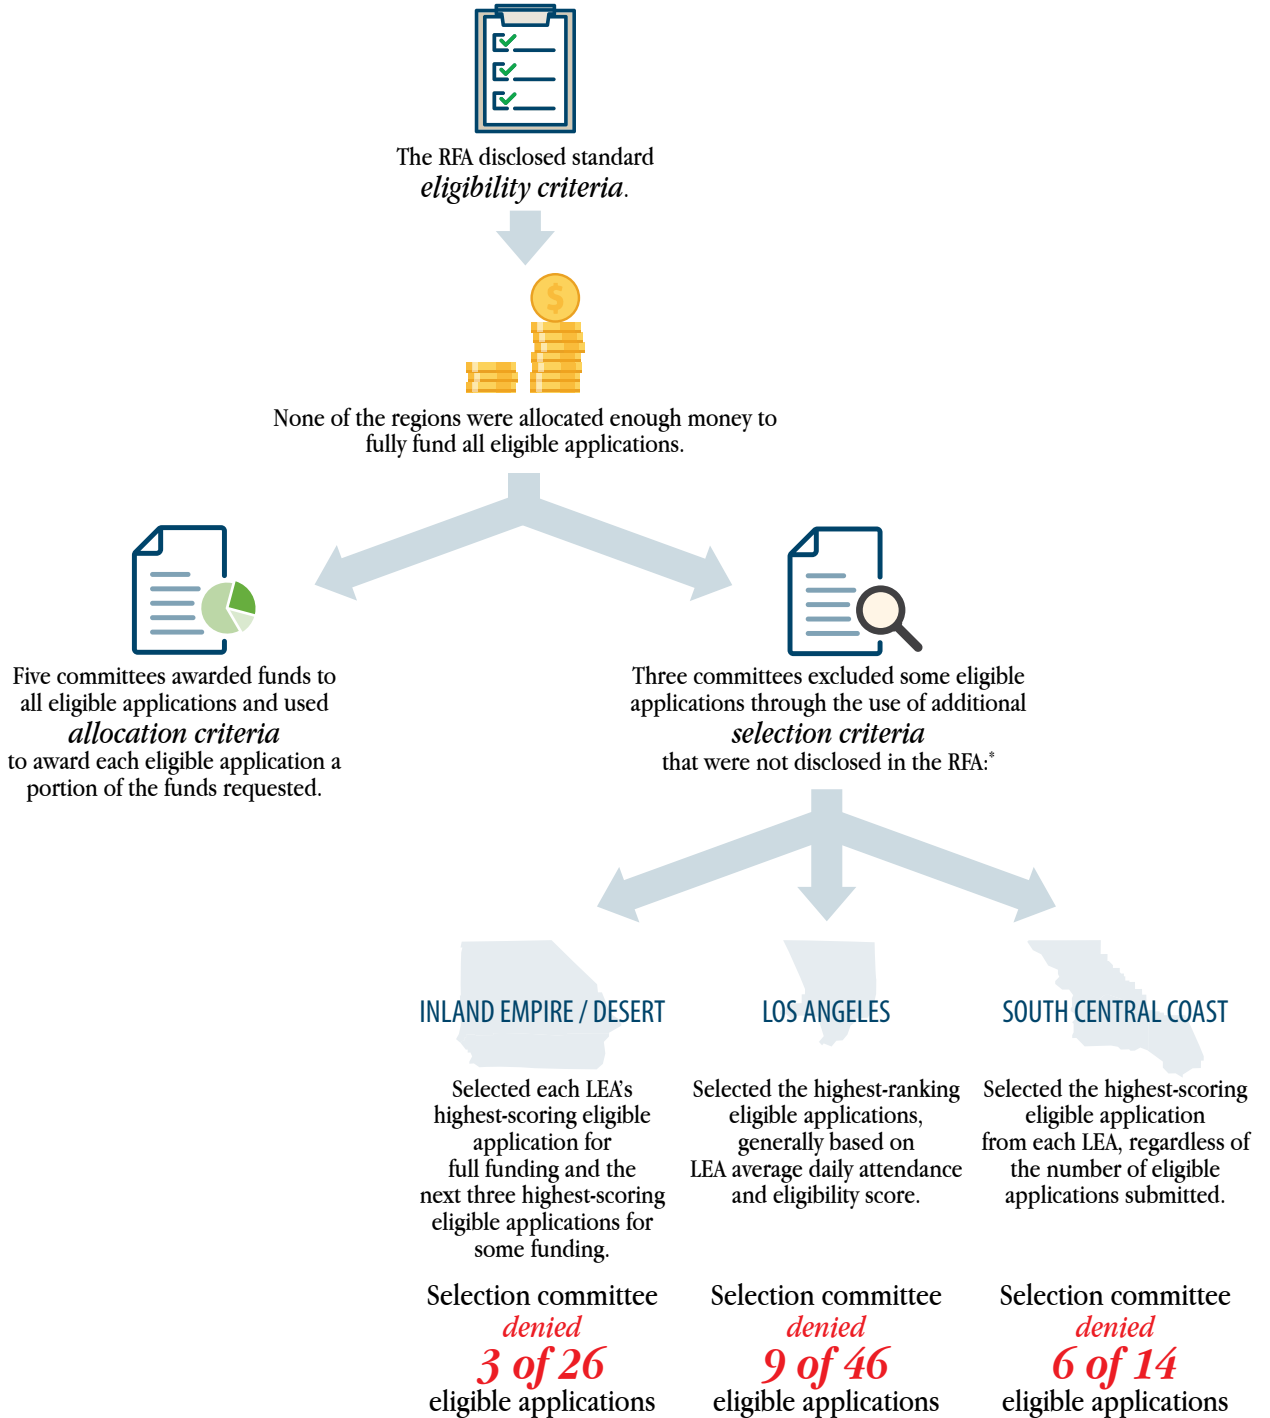 The RFA disclosed standard
eligibility criteria.
$
None of the regions were allocated enough money to
fully fund all eligible applications.
Five committees awarded funds to
all eligible applications and used
allocation criteria
to award each eligible application a
portion of the funds requested.
Three committees excluded some eligible
applications through the use of additional
selection criteria
that were not disclosed in the RFA:*
INLAND EMPIRE / DESERT
Selected each LEA's
highest-scoring eligible
application for
full funding and the
next three highest-scoring
eligible applications for
some funding.
Selection committee
denied
3 of 26
eligible applications
LOS ANGELES
Selected the highest-ranking
eligible applications,
generally based on
LEA average daily attendance
and eligibility score.
Selection committee
denied
9 of 46
eligible applications
SOUTH CENTRAL COAST
Selected the highest-scoring
eligible application
from each LEA, regardless of
the number of eligible
applications submitted.
Selection committee
denied
6 of 14
eligible applications